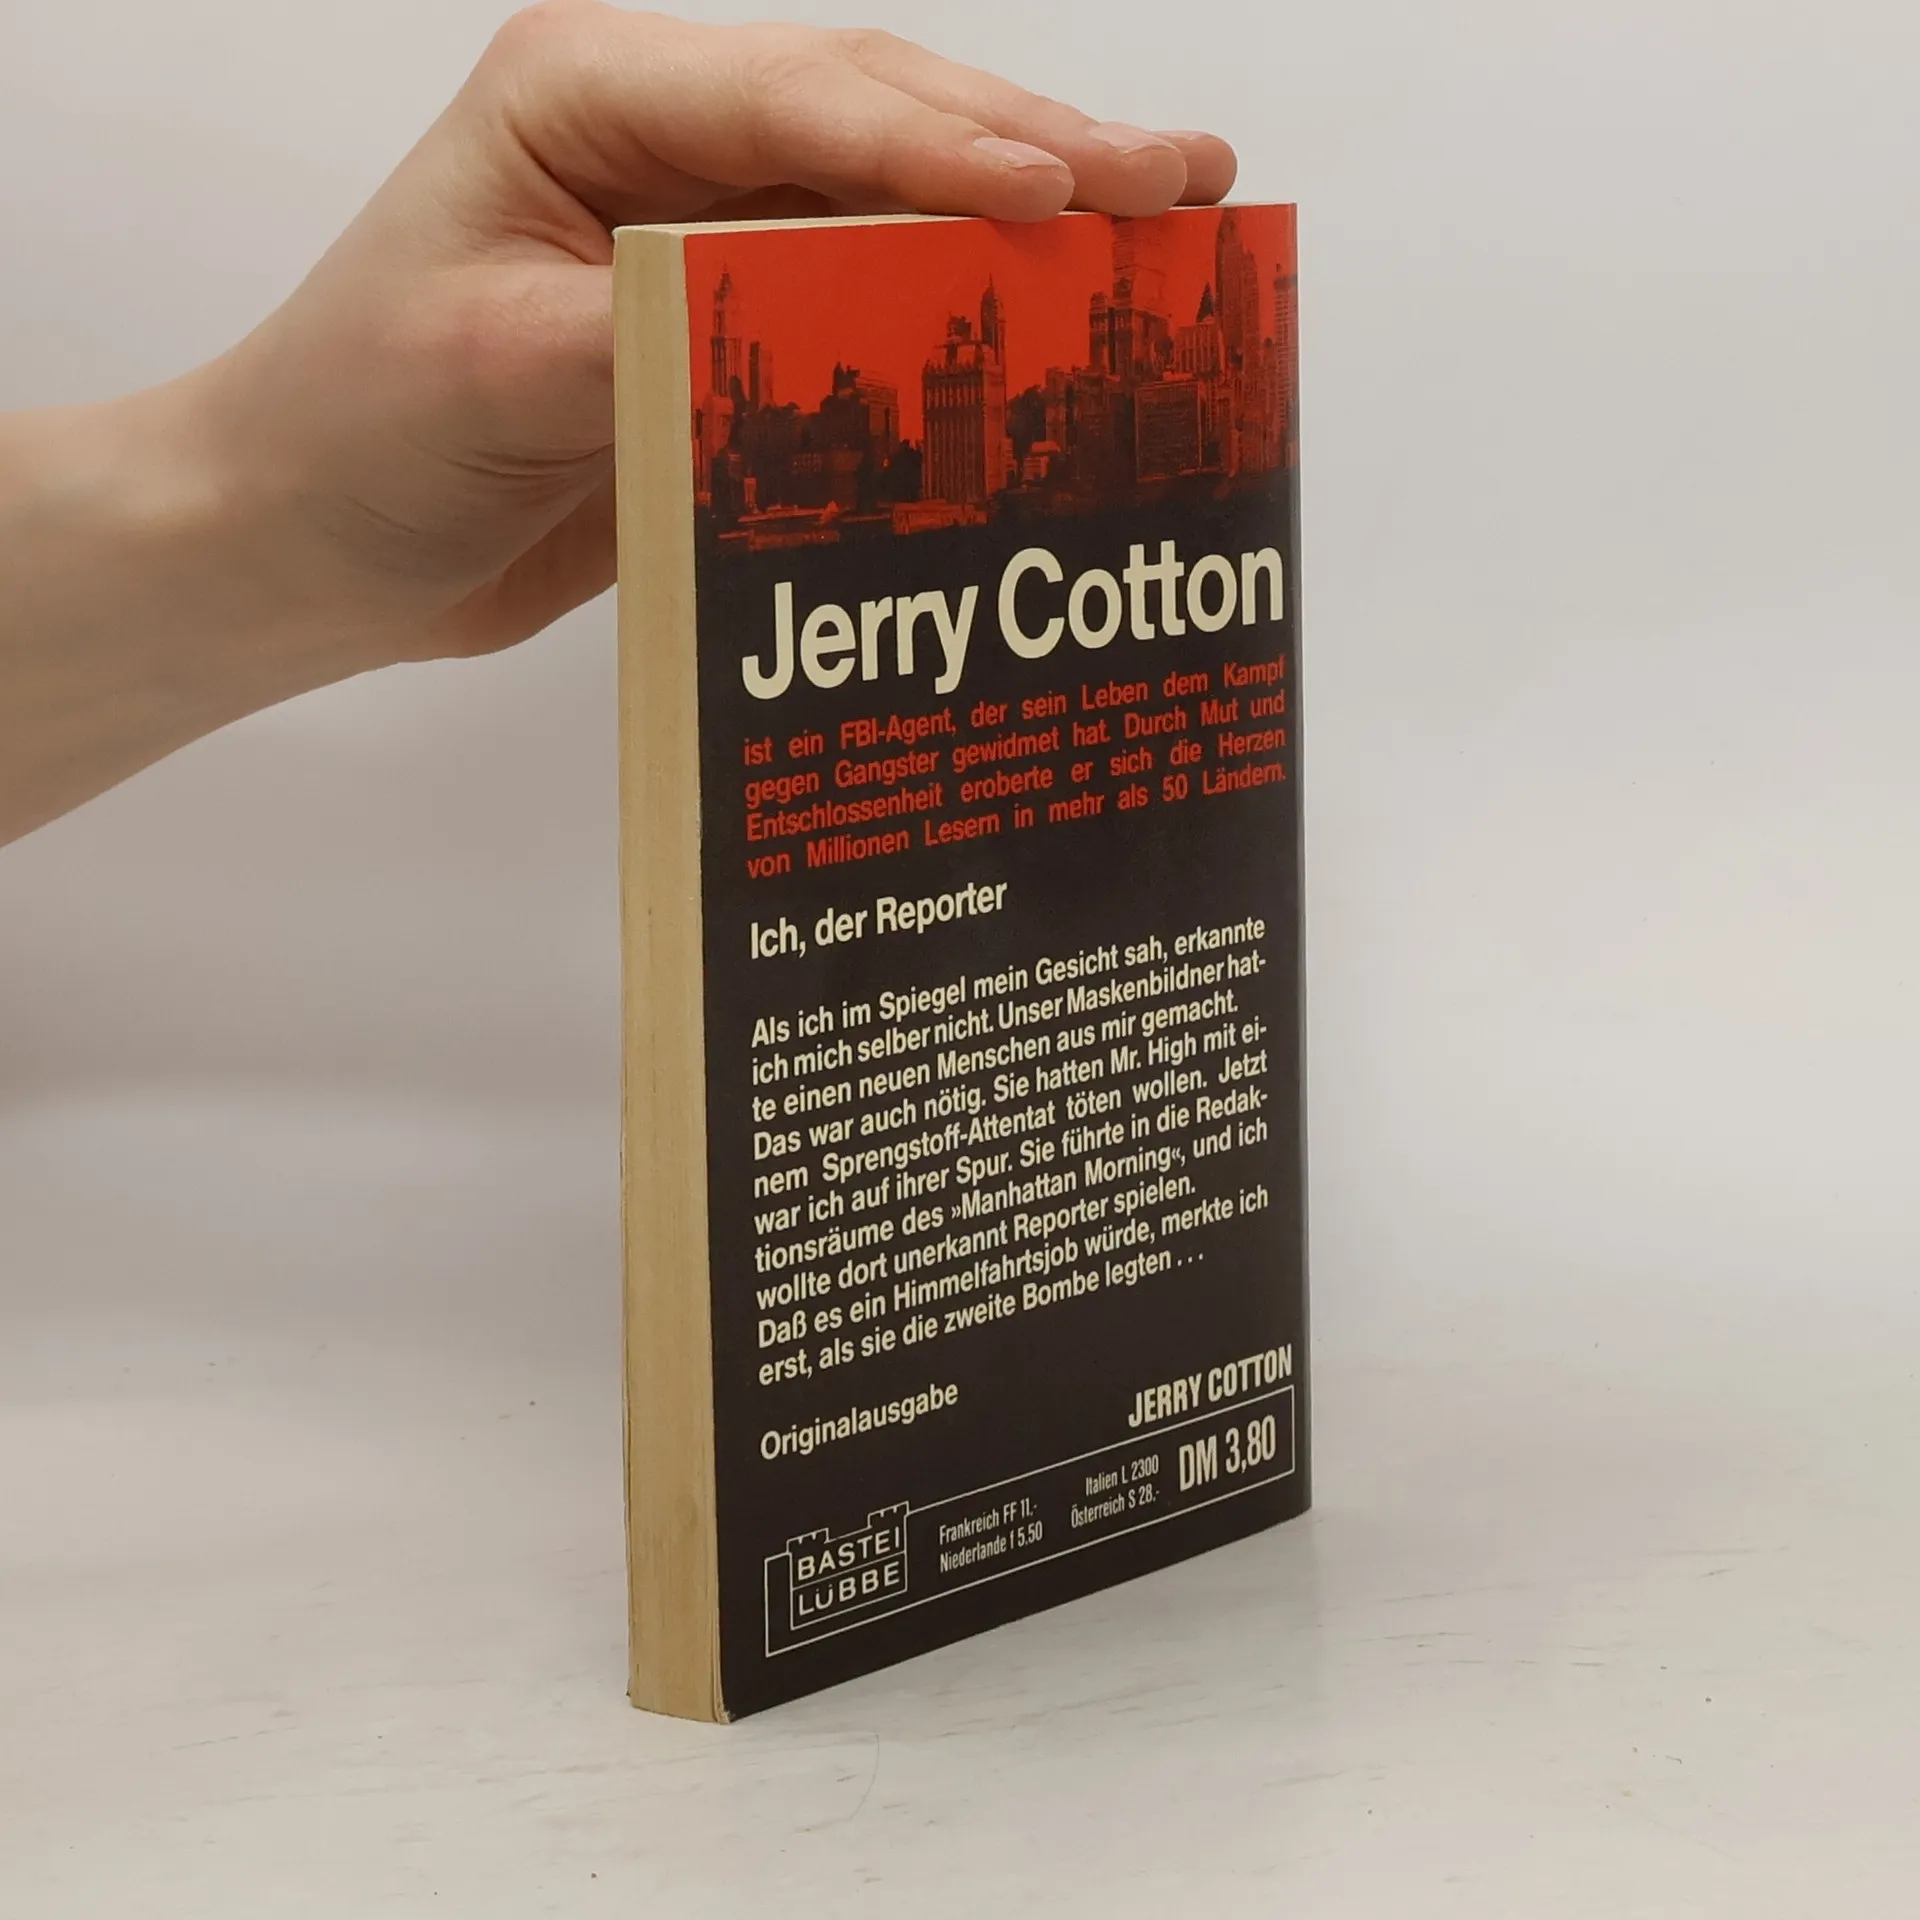 Jerry Cotton
ist ein FBI-Agent, der sein Leben dem Kampf
gegen Gangster gewidmet hat. Durch Mut und
Entschlossenheit eroberte er sich die Herzen
von Millionen Lesern in mehr als 50 Ländern.
Ich, der Reporter
Als ich im Spiegel mein Gesicht sah, erkannte
ich mich selber nicht. Unser Maskenbildner hat-
te einen neuen Menschen aus mir gemacht.
Das war auch nötig. Sie hatten Mr. High mit ei-
nem Sprengstoff-Attentat töten wollen. Jetzt
war ich auf ihrer Spur. Sie führte in die Redak-
tionsräume des »Manhattan Morning«, und ich
wollte dort unerkannt Reporter spielen.
Daß es ein Himmelfahrtsjob würde, merkte ich
erst, als sie die zweite Bombe legten . . .
Originalausgabe
JERRY COTTON
BASTEI
LÜBBE
Frankreich FF 11,-
Niederlande f 5,50
Italien L 2300
Österreich S 28,-
DM 3,80